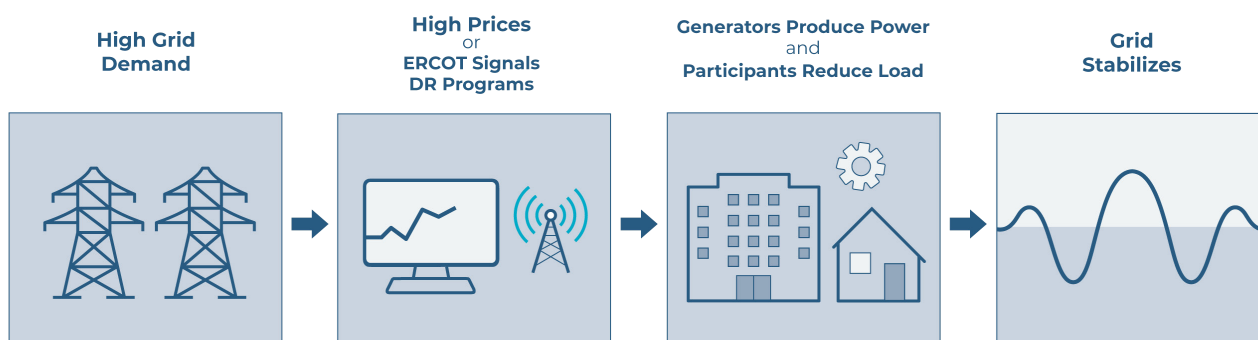 High Grid
Demand
High Prices
or
ERCOT Signals
DR Programs
Generators Produce Power
and
Participants Reduce Load
Grid
Stabilizes